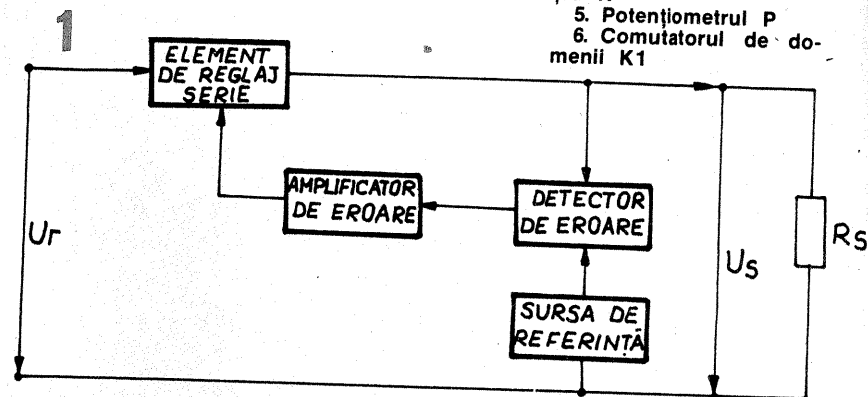 5. Potențiometrul P
6. Comutatorul de do-
menii K1
1
ELEMENT
DE REGLAJ
SERIE
AMPLIFICATOR
DE EROARE
DETECTOR
DE EROARE
SURSA DE
REFERINȚĂ
Ur
Us
Rs